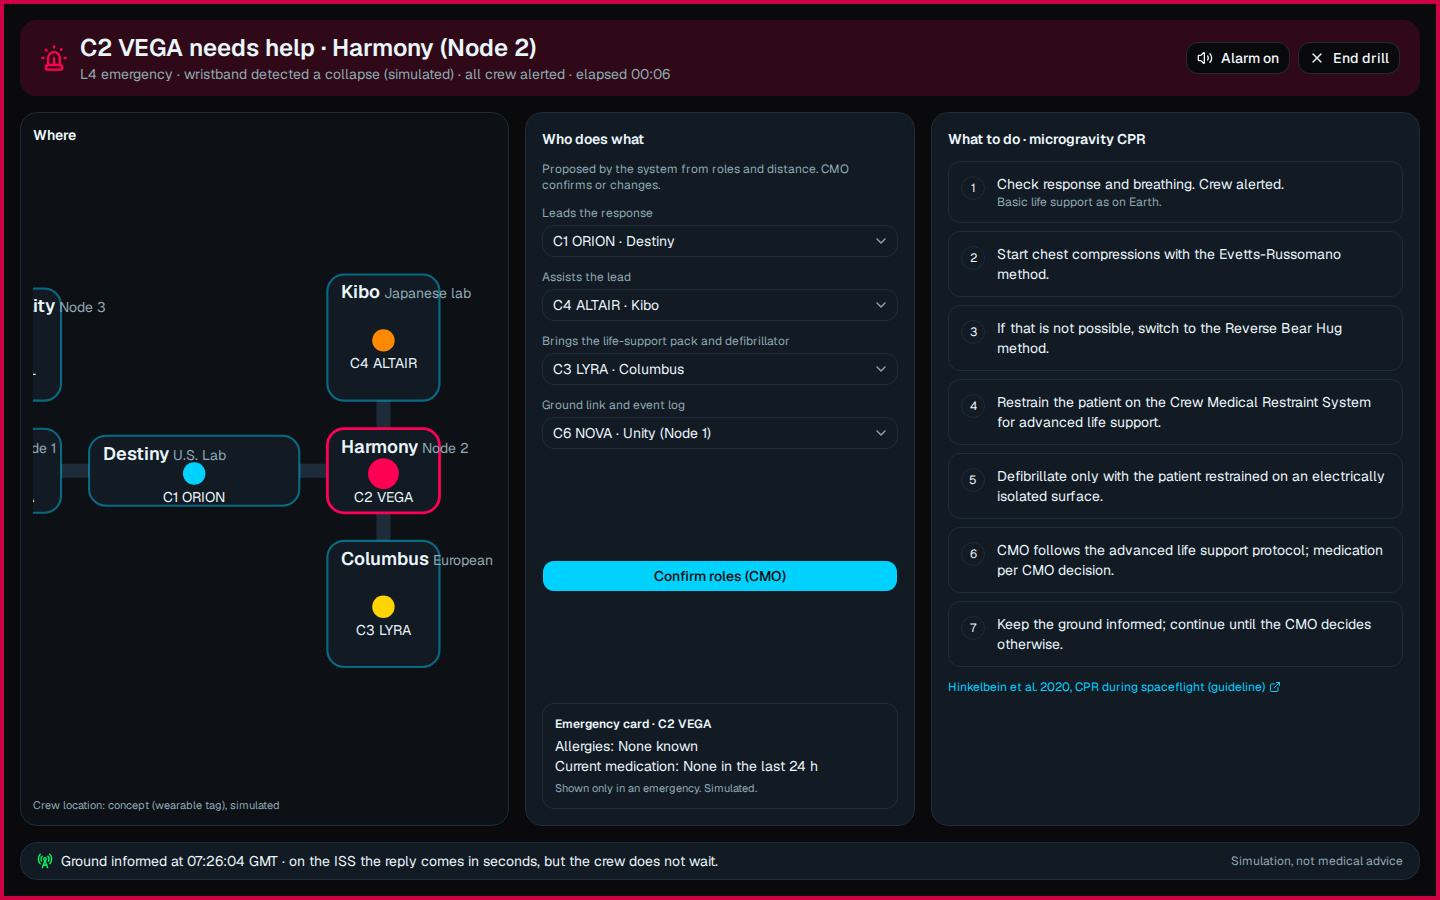 C2 VEGA needs help · Harmony (Node 2)
L4 emergency · wristband detected a collapse (simulated) · all crew alerted · elapsed 00:06
Alarm on
End drill
Where
ity Node 3
Kibo Japanese lab
C4 ALTAIR
de 1
Destiny U.S. Lab
C1 ORION
Harmony Node 2
C2 VEGA
Columbus European
C3 LYRA
Crew location: concept (wearable tag), simulated
Who does what
Proposed by the system from roles and distance. CMO
confirms or changes.
Leads the response
C1 ORION · Destiny
Assists the lead
C4 ALTAIR · Kibo
Brings the life-support pack and defibrillator
C3 LYRA · Columbus
Ground link and event log
C6 NOVA · Unity (Node 1)
Confirm roles (CMO)
Emergency card · C2 VEGA
Allergies: None known
Current medication: None in the last 24 h
Shown only in an emergency. Simulated.
What to do · microgravity CPR
1 Check response and breathing. Crew alerted.
Basic life support as on Earth.
2 Start chest compressions with the Evetts-Russomano
method.
3 If that is not possible, switch to the Reverse Bear Hug
method.
4 Restrain the patient on the Crew Medical Restraint System
for advanced life support.
5 Defibrillate only with the patient restrained on an electrically
isolated surface.
6 CMO follows the advanced life support protocol; medication
per CMO decision.
7 Keep the ground informed; continue until the CMO decides
otherwise.
Hinkelbein et al. 2020, CPR during spaceflight (guideline)
Ground informed at 07:26:04 GMT · on the ISS the reply comes in seconds, but the crew does not wait.
Simulation, not medical advice